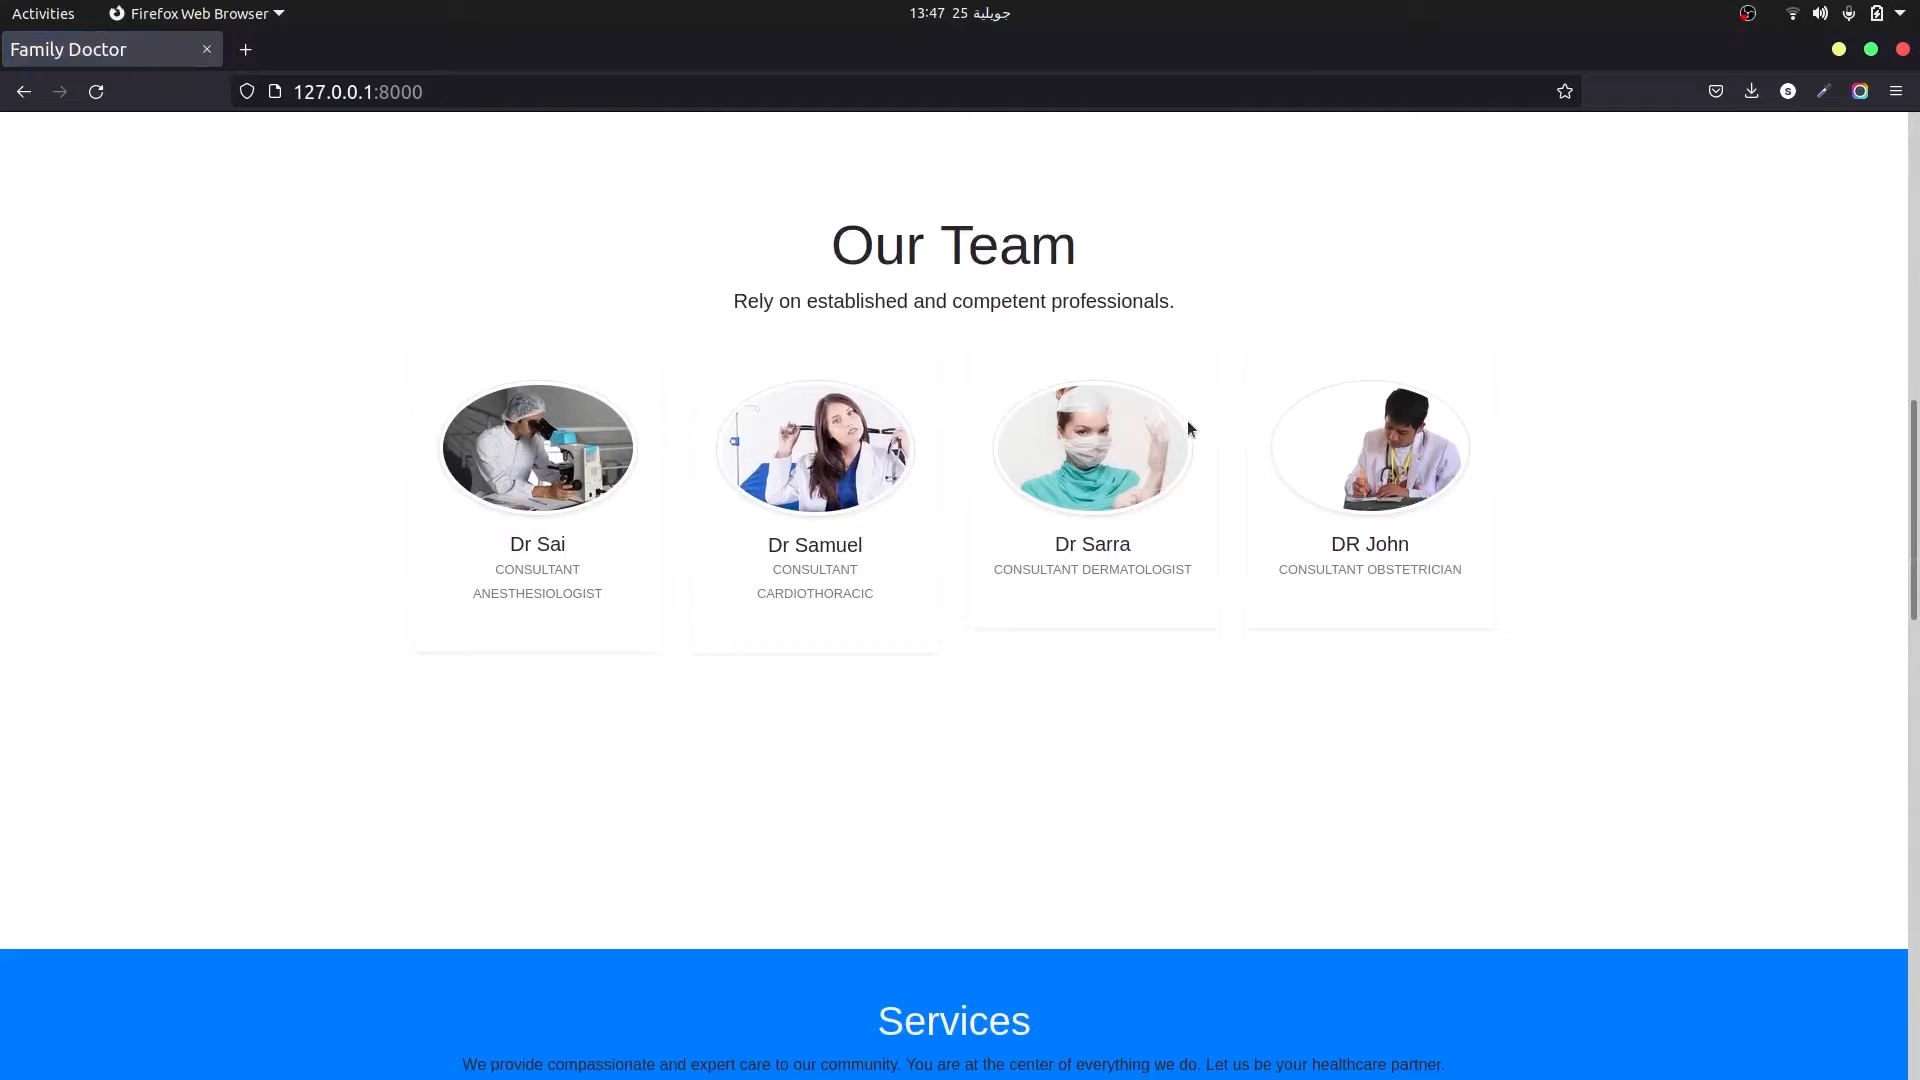 Activities
Firefox Web Browser
13:47 25 جويلية
Family Doctor
127.0.0.1:8000
S
Our Team
Rely on established and competent professionals.
Dr Sai
CONSULTANT
ANESTHESIOLOGIST
Dr Samuel
CONSULTANT
CARDIOTHORACIC
Dr Sarra
CONSULTANT DERMATOLOGIST
DR John
CONSULTANT OBSTETRICIAN
Services
We provide compassionate and expert care to our community. You are at the center of everything we do. Let us be your healthcare partner.